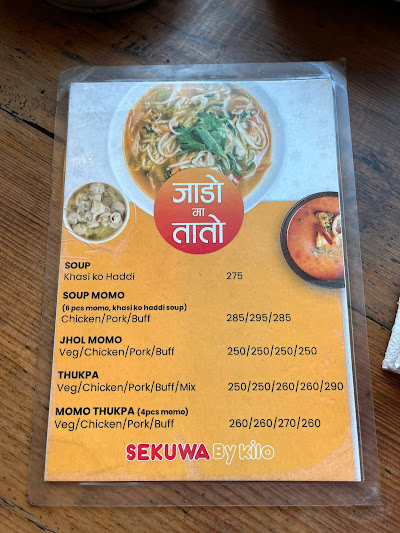 जाडो
मा
तातो
SOUP
Khasi ko Haddi 275
SOUP MOMO
(6 pcs momo, khasi ko haddi soup)
Chicken/Pork/Buff 285/295/285
JHOL MOMO
Veg/Chicken/Pork/Buff 250/250/250/250
THUKPA
Veg/Chicken/Pork/Buff/Mix 250/250/260/260/290
MOMO THUKPA (4pcs momo)
Veg/Chicken/Pork/Buff 260/260/270/260
SEKUWA By Kilo